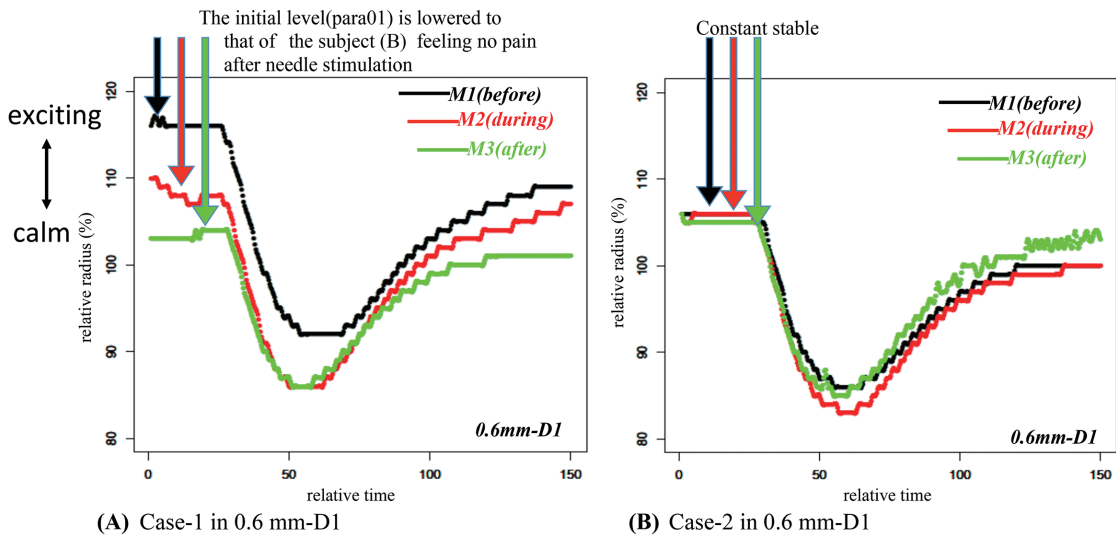 The initial level(para01) is lowered to
that of the subject (B) feeling no pain
after needle stimulation
exciting
calm
120
110
100
90
80
relative radius (%)
M1(before)
M2(during)
M3(after)
0.6mm-D1
0 50 100 150
relative time
(A) Case-1 in 0.6 mm-D1
Constant stable
120
110
100
90
80
relative radius (%)
M1(before)
M2(during)
M3(after)
0.6mm-D1
0 50 100 150
relative time
(B) Case-2 in 0.6 mm-D1